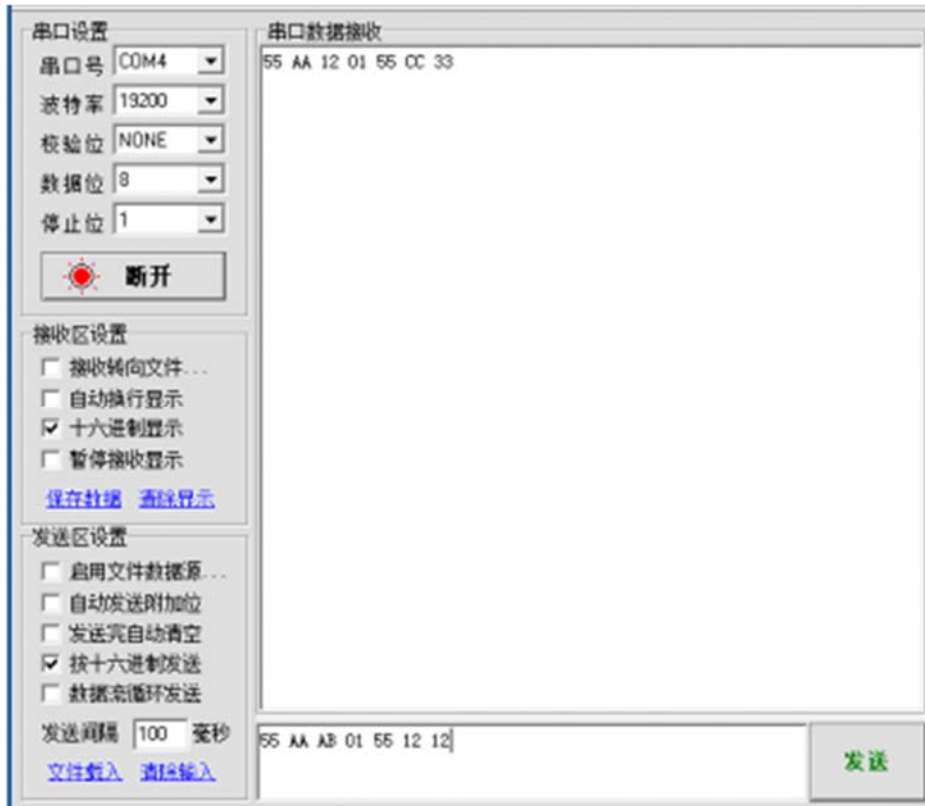 串口设置
串口号 COM4
波特率 19200
校验位 NONE
数据位 8
停止位 1
断开
接收区设置
接收转向文件...
自动换行显示
十六进制显示
暂停接收显示
保存数据 清除显示
发送区设置
启用文件数据源...
自动发送附加位
发送完自动清空
按十六进制发送
数据流循环发送
发送间隔 100 毫秒
文件载入 清除输入
串口数据接收
55 AA 12 01 55 CC 33
55 AA AB 01 55 12 12
发送